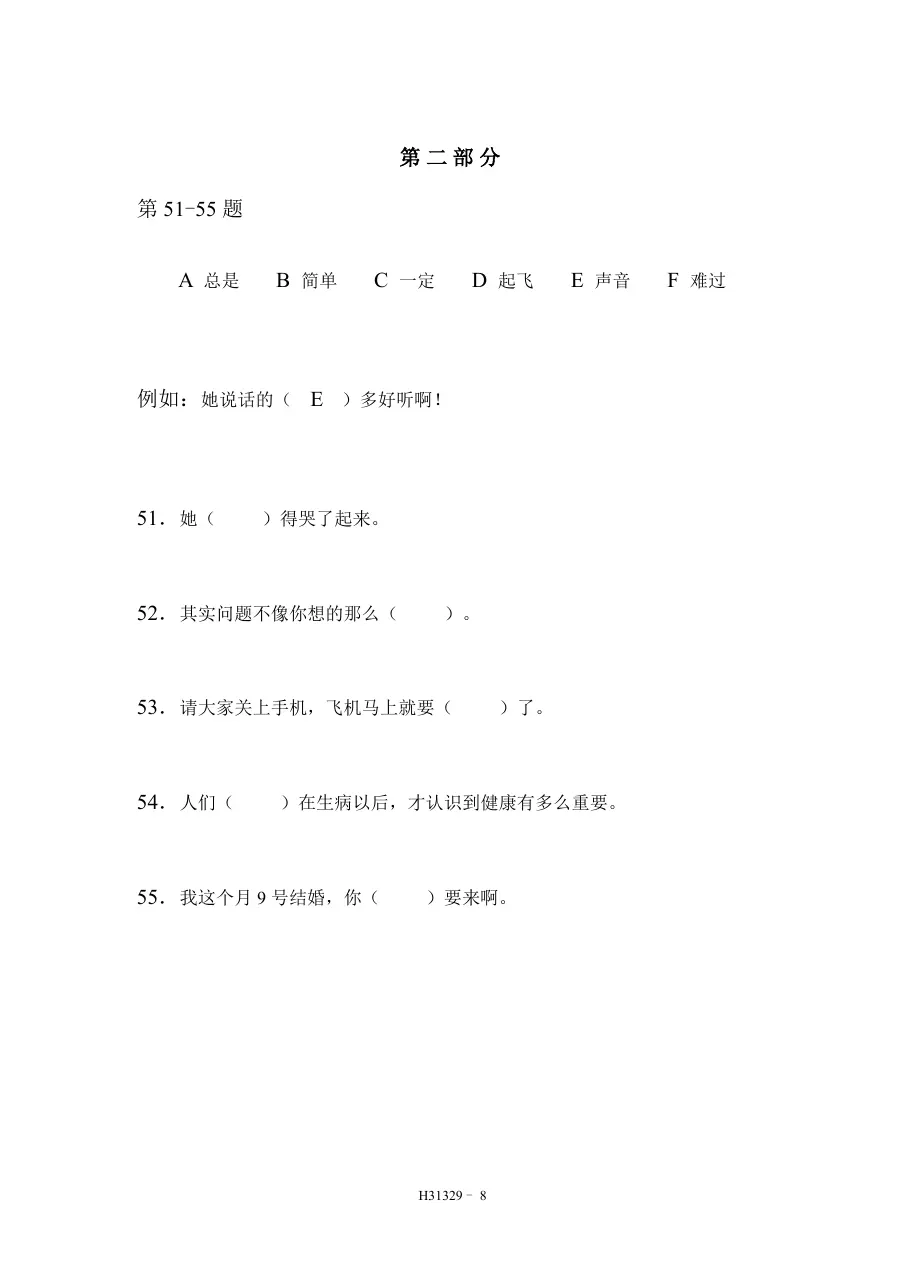 第二部分
第 51-55 题
A 总是 B 简单 C 一定 D 起飞 E 声音 F 难过
例如：她说话的（ E ）多好听啊！
51．她（ ）得哭了起来。
52．其实问题不像你想的那么（ ）。
53．请大家关上手机，飞机马上就要（ ）了。
54．人们（ ）在生病以后，才认识到健康有多么重要。
55．我这个月 9 号结婚，你（ ）要来啊。
H31329 - 8